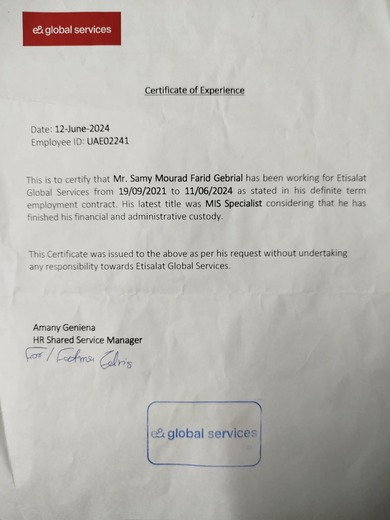 e& global services
Certificate of Experience
Date: 12-June-2024
Employee ID: UAE02241
This is to certify that Mr. Samy Mourad Farid Gebrial has been working for Etisalat
Global Services from 19/09/2021 to 11/06/2024 as stated in his definite term
employment contract. His latest title was MIS Specialist considering that he has
finished his financial and administrative custody.
This Certificate was issued to the above as per his request without undertaking
any responsibility towards Etisalat Global Services.
Amany Geniena
HR Shared Service Manager
For/
e& global services